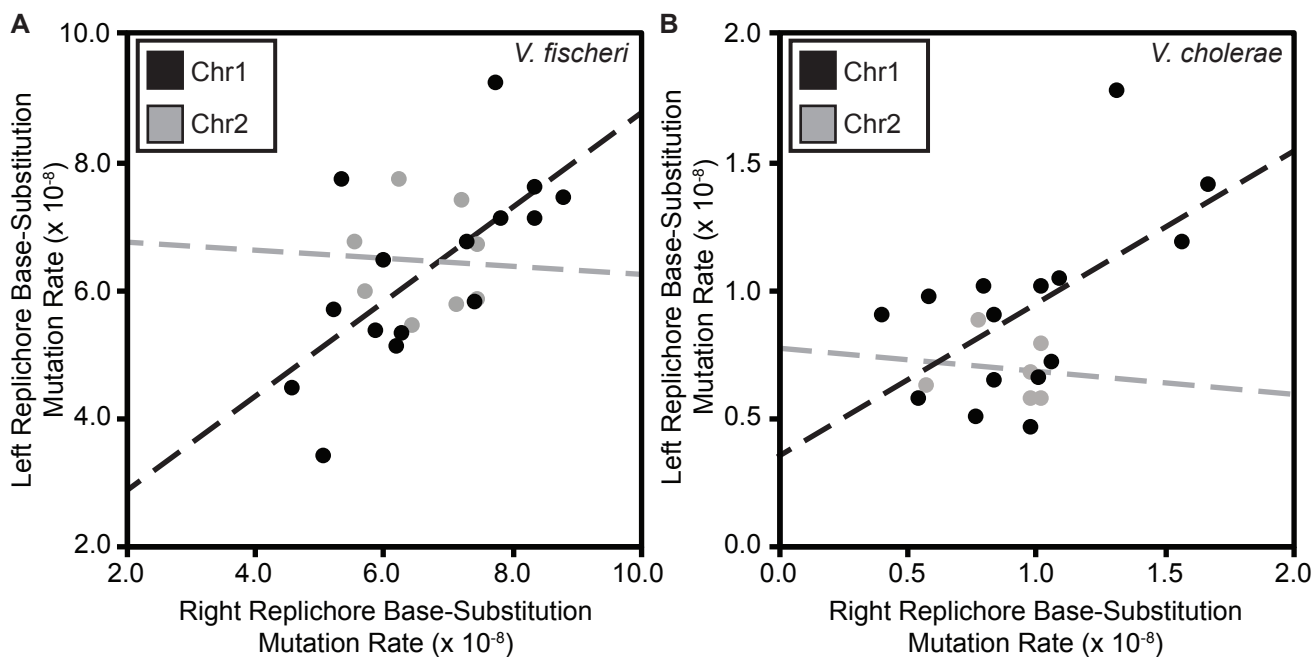 A
V. fischeri
Chr1
Chr2
10.0
8.0
6.0
4.0
2.0
2.0 4.0 6.0 8.0 10.0
Left Replichore Base-Substitution
Mutation Rate (x 10⁻⁸)
Right Replichore Base-Substitution
Mutation Rate (x 10⁻⁸)
B
V. cholerae
Chr1
Chr2
2.0
1.5
1.0
0.5
0.0
0.0 0.5 1.0 1.5 2.0
Left Replichore Base-Substitution
Mutation Rate (x 10⁻⁸)
Right Replichore Base-Substitution
Mutation Rate (x 10⁻⁸)